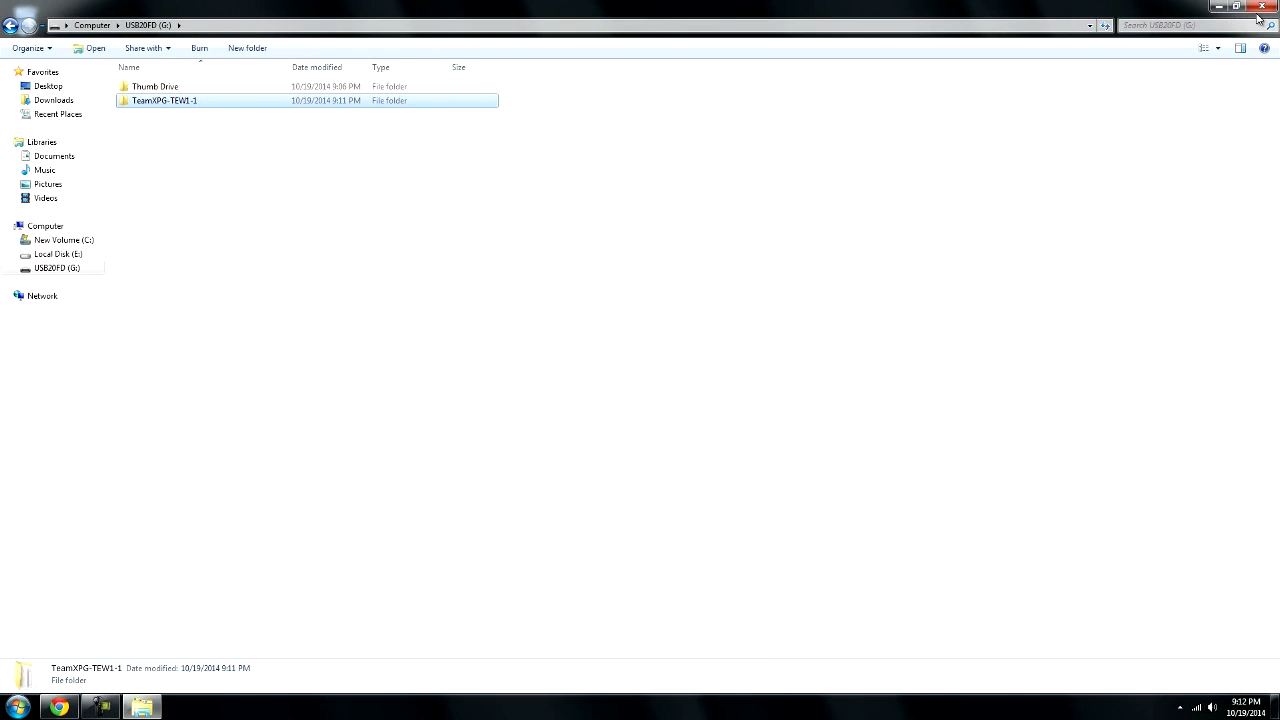 Computer USB20FD (G:) Search USB20FD (G:)
Organize Open Share with Burn New folder
Name Date modified Type Size
Favorites
Desktop
Downloads
Recent Places
Libraries
Documents
Music
Pictures
Videos
Computer
New Volume (C:)
Local Disk (E:)
USB20FD (G:)
Network
Thumb Drive 10/19/2014 9:06 PM File folder
TeamXPG-TEW1-1 10/19/2014 9:11 PM File folder
TeamXPG-TEW1-1 Date modified: 10/19/2014 9:11 PM
File folder
9:12 PM
10/19/2014